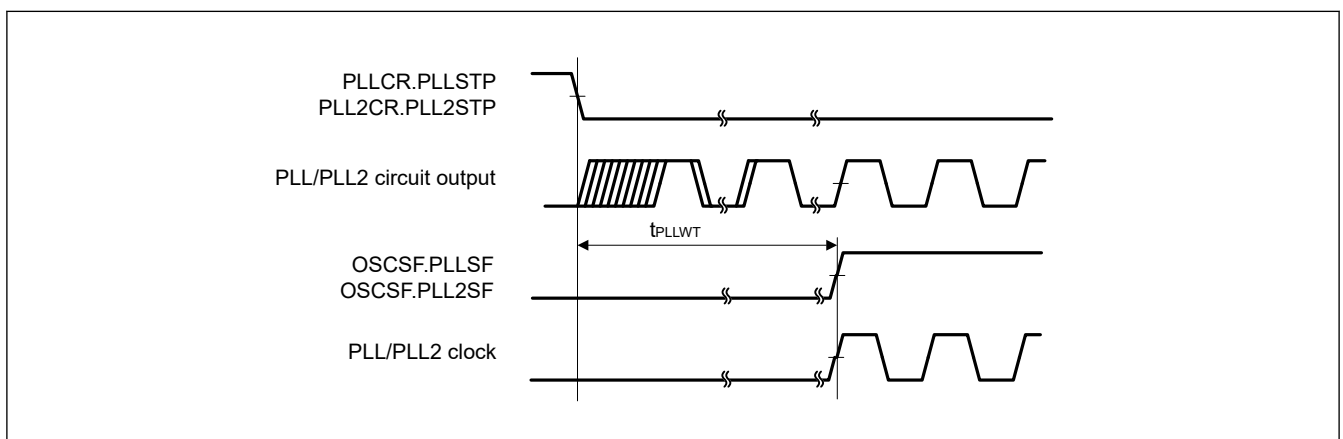 PLLCR.PLLSTP
PLL2CR.PLL2STP
PLL/PLL2 circuit output
tPLLWT
OSCSF.PLLSF
OSCSF.PLL2SF
PLL/PLL2 clock